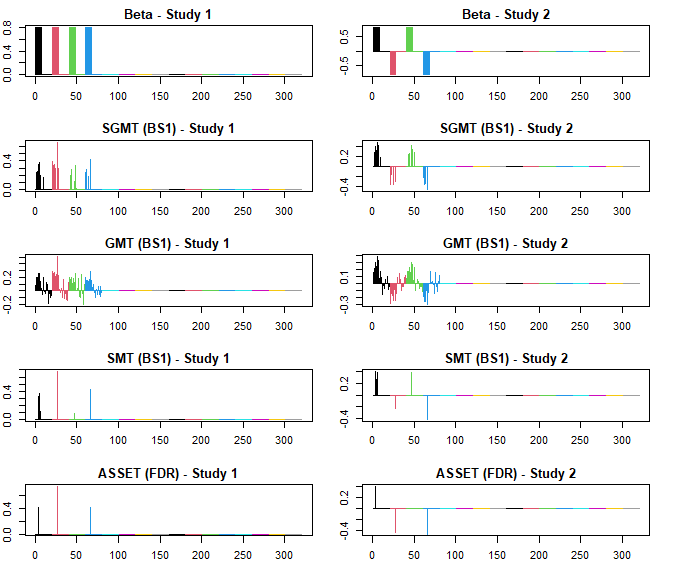 Beta - Study 1
0.0 0.4 0.8
0 50 100 150 200 250 300
Beta - Study 2
-0.5 0.5
0 50 100 150 200 250 300
SGMT (BS1) - Study 1
0.0 0.4
0 50 100 150 200 250 300
SGMT (BS1) - Study 2
-0.4 0.2
0 50 100 150 200 250 300
GMT (BS1) - Study 1
-0.2 0.2
0 50 100 150 200 250 300
GMT (BS1) - Study 2
-0.3 0.1
0 50 100 150 200 250 300
SMT (BS1) - Study 1
0.0 0.4
0 50 100 150 200 250 300
SMT (BS1) - Study 2
-0.4 0.2
0 50 100 150 200 250 300
ASSET (FDR) - Study 1
0.0 0.4
0 50 100 150 200 250 300
ASSET (FDR) - Study 2
-0.4 0.2
0 50 100 150 200 250 300